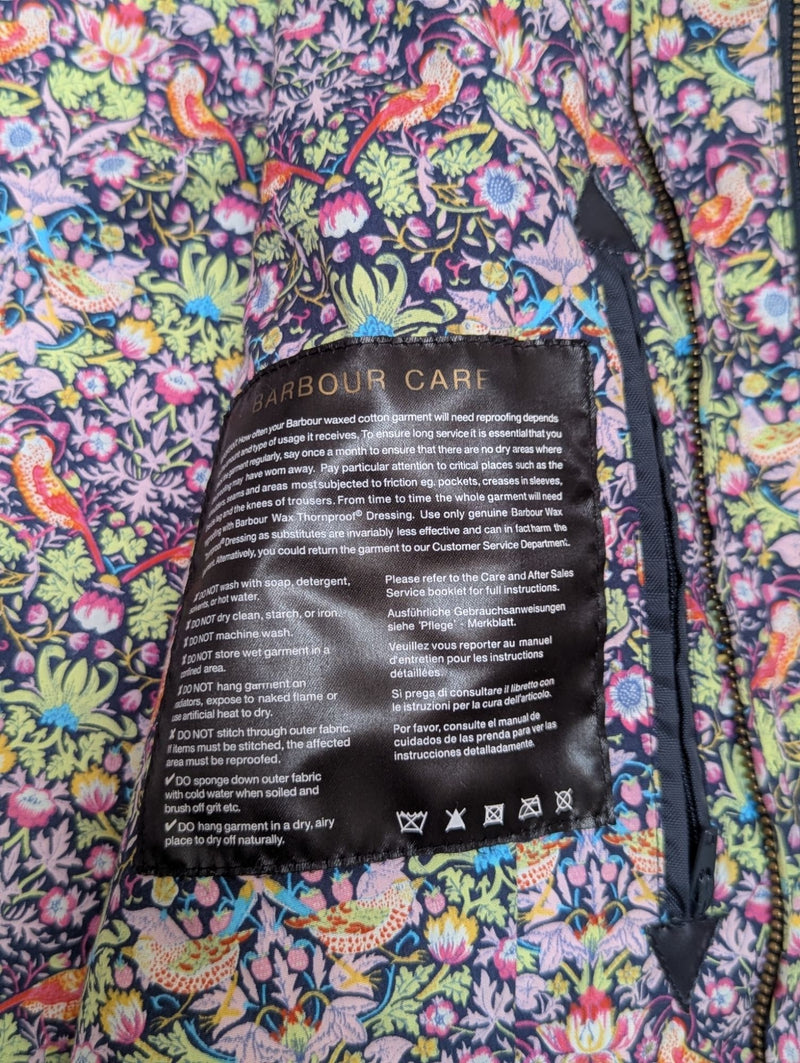 BARBOUR CARE
How often your Barbour waxed cotton garment will need reproofing depends
and type of usage it receives. To ensure long service it is essential that you
garment regularly, say once a month to ensure that there are no dry areas where
may have worn away. Pay particular attention to critical places such as the
seams and areas most subjected to friction eg. pockets, creases in sleeves,
leg and the knees of trousers. From time to time the whole garment will need
with Barbour Wax Thornproof® Dressing. Use only genuine Barbour Wax
Dressing as substitutes are invariably less effective and can in fact harm the
Alternatively, you could return the garment to our Customer Service Department.
✗ DO NOT wash with soap, detergent,
solvents, or hot water.
✗ DO NOT dry clean, starch, or iron.
✗ DO NOT machine wash.
✗ DO NOT store wet garment in a
confined area.
✗ DO NOT hang garment on
radiators, expose to naked flame or
use artificial heat to dry.
✗ DO NOT stitch through outer fabric.
If items must be stitched, the affected
area must be reproofed.
✓ DO sponge down outer fabric
with cold water when soiled and
brush off grit etc.
✓ DO hang garment in a dry, airy
place to dry off naturally.
Please refer to the Care and After Sales
Service booklet for full instructions.
Ausführliche Gebrauchsanweisungen
siehe 'Pflege' - Merkblatt.
Veuillez vous reporter au manuel
d'entretien pour les instructions
détaillées.
Si prega di consultare il libretto con
le istruzioni per la cura dell'articolo.
Por favor, consulte el manual de
cuidados de las prenda para ver las
instrucciones detalladamente.